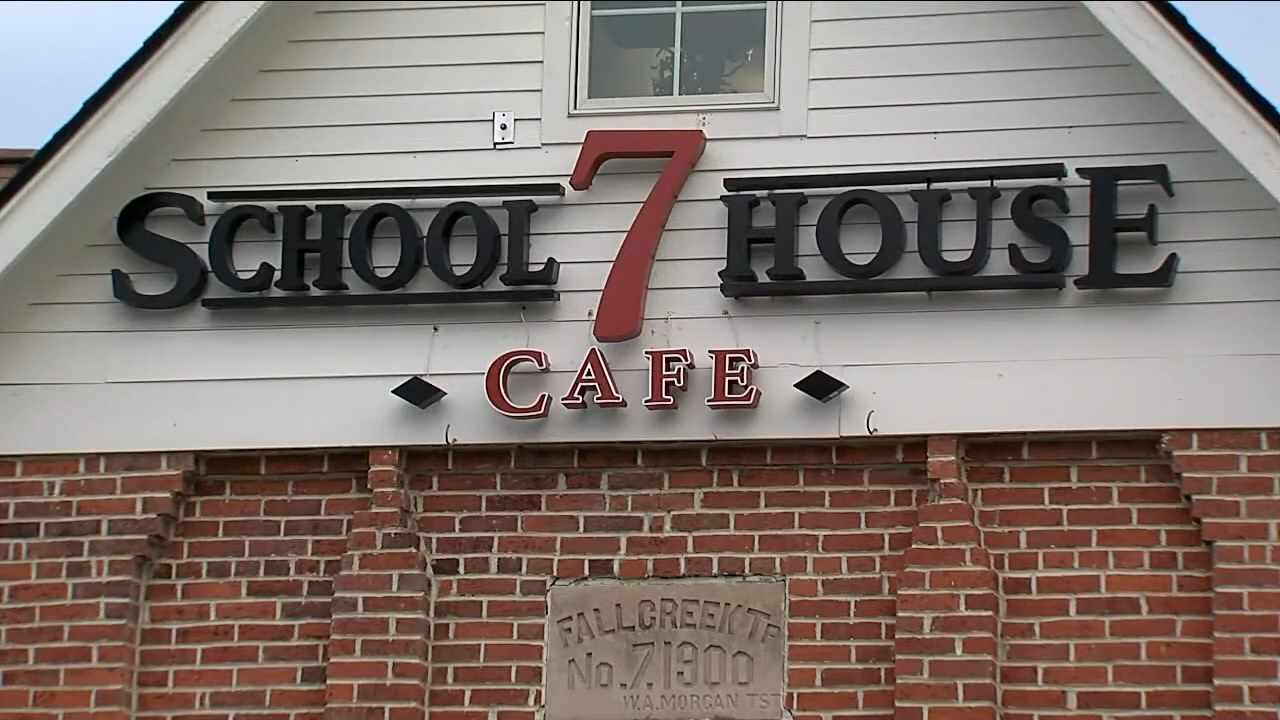 SCHOOL 7 HOUSE
CAFE
FALLCREEK TP
No. 7. 1900
W.A. MORGAN TST